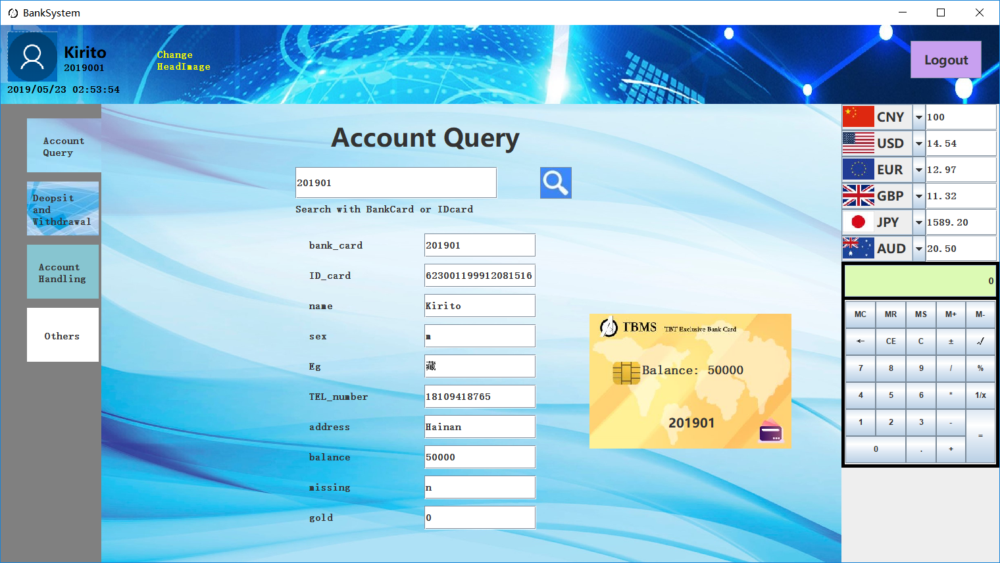 BankSystem
Kirito
2019001
2019/05/23 02:53:54
Change
HeadImage
Logout
Account
Query
Deopsit
and
Withdrawal
Account
Handling
Others
Account Query
201901
Search with BankCard or IDcard
bank_card 201901
ID_card 623001199912081516
name Kirito
sex m
Eg 藏
TEL_number 18109418765
address Hainan
balance 50000
missing n
gold 0
TBMS TBT Exclusive Bank Card
Balance: 50000
201901
CNY 100
USD 14.54
EUR 12.97
GBP 11.32
JPY 1589.20
AUD 20.50
0
MC MR MS M+ M-
← CE C ± √
7 8 9 / %
4 5 6 * 1/x
1 2 3 - =
0 . +